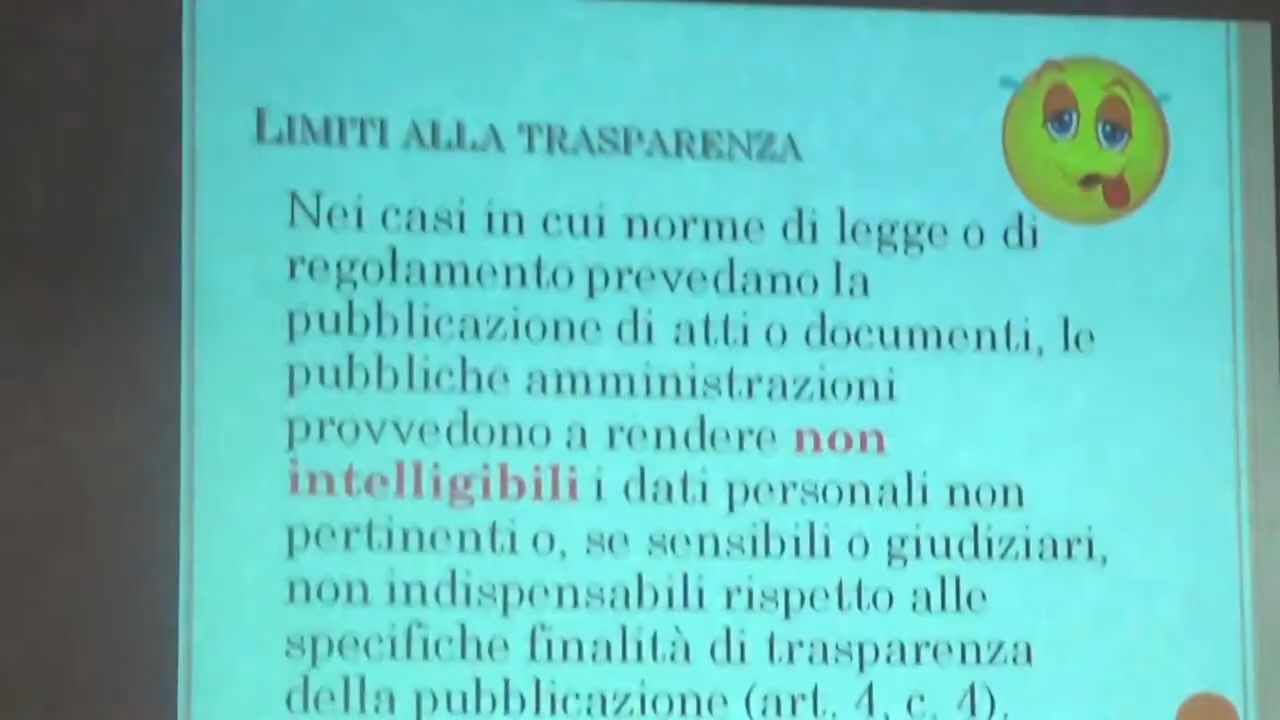 LIMITI ALLA TRASPARENZA
Nei casi in cui norme di legge o di
regolamento prevedano la
pubblicazione di atti o documenti, le
pubbliche amministrazioni
provvedono a rendere non
intelligibili i dati personali non
pertinenti o, se sensibili o giudiziari,
non indispensabili rispetto alle
specifiche finalità di trasparenza
della pubblicazione (art. 4, c. 4).